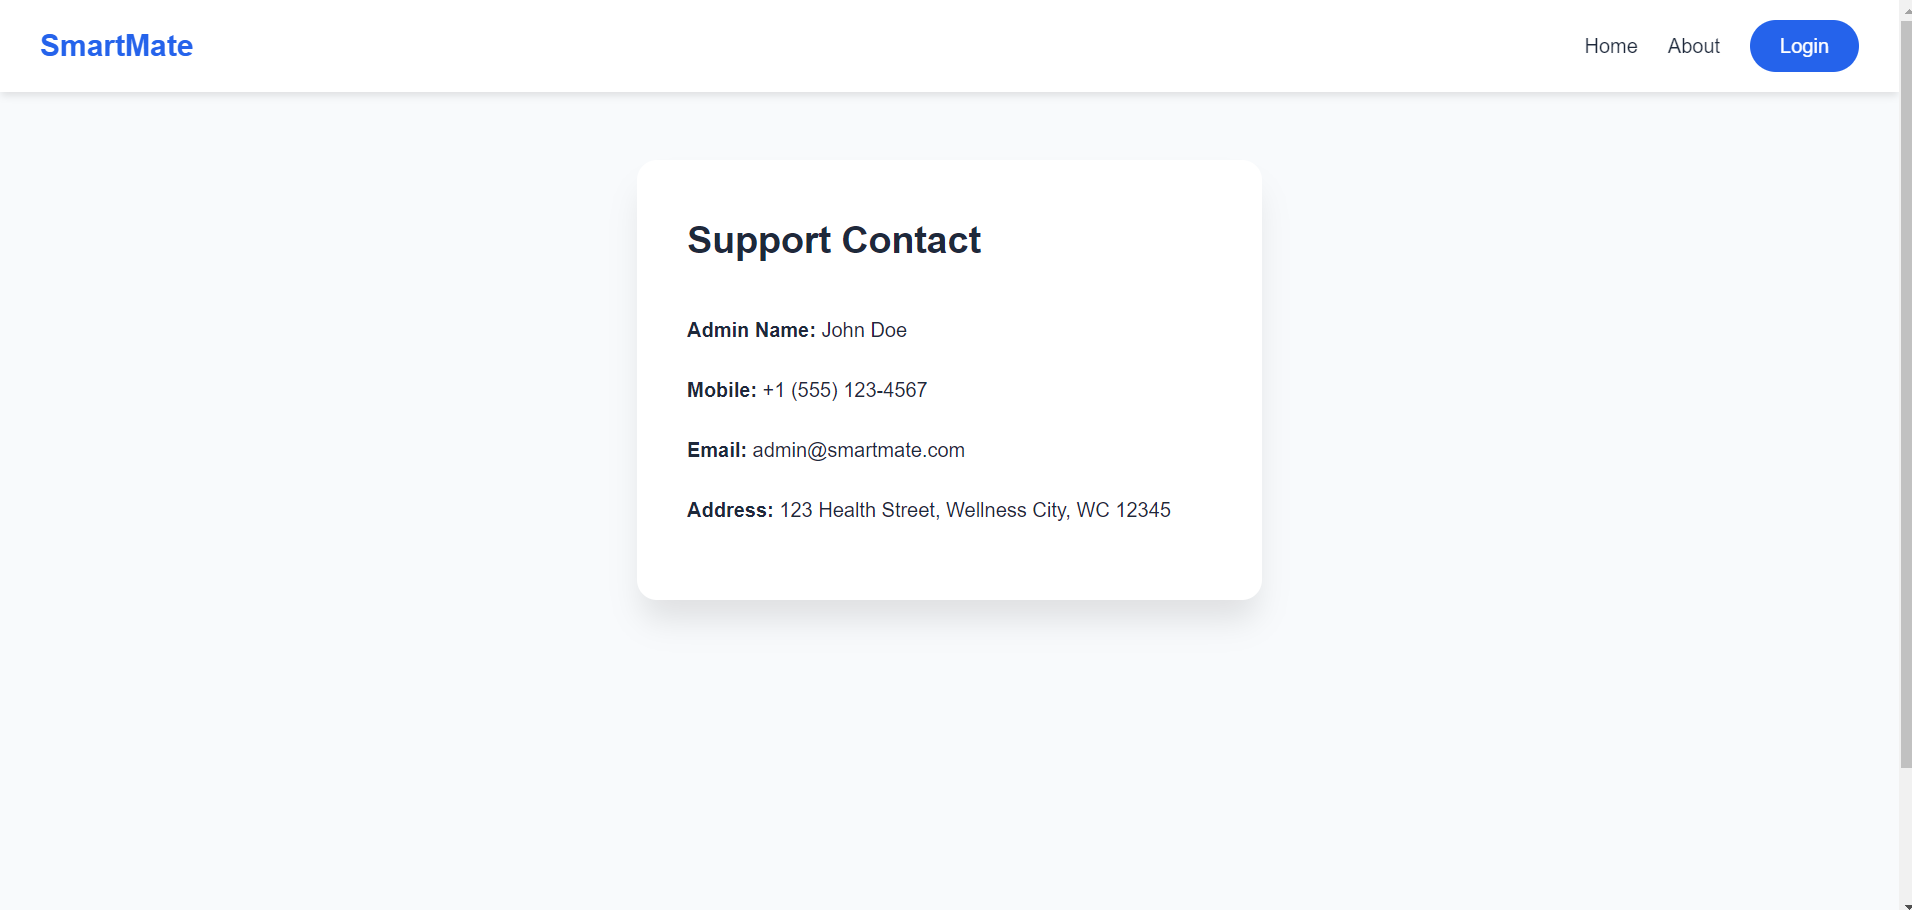 SmartMate
Home About Login
Support Contact
Admin Name: John Doe
Mobile: +1 (555) 123-4567
Email: admin@smartmate.com
Address: 123 Health Street, Wellness City, WC 12345